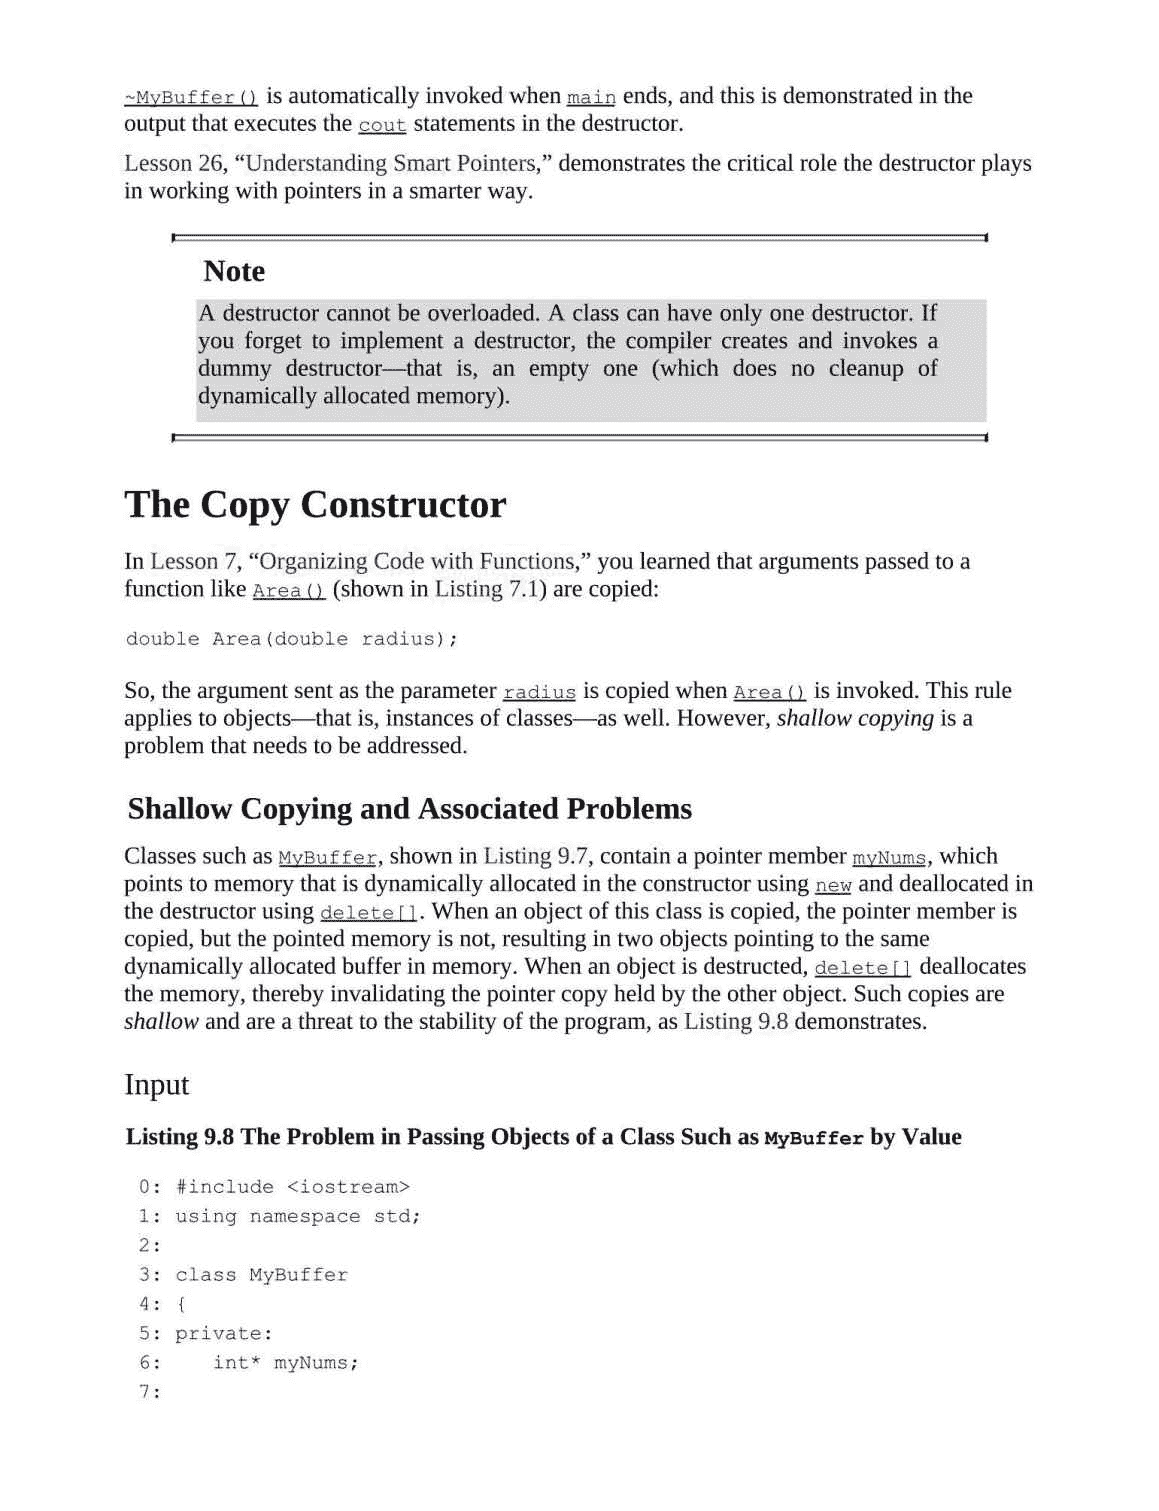 ~MyBuffer() is automatically invoked when main ends, and this is demonstrated in the
output that executes the cout statements in the destructor.
Lesson 26, “Understanding Smart Pointers,” demonstrates the critical role the destructor plays
in working with pointers in a smarter way.
Note
A destructor cannot be overloaded. A class can have only one destructor. If
you forget to implement a destructor, the compiler creates and invokes a
dummy destructor—that is, an empty one (which does no cleanup of
dynamically allocated memory).
The Copy Constructor
In Lesson 7, “Organizing Code with Functions,” you learned that arguments passed to a
function like Area() (shown in Listing 7.1) are copied:
double Area(double radius);
So, the argument sent as the parameter radius is copied when Area() is invoked. This rule
applies to objects—that is, instances of classes—as well. However, shallow copying is a
problem that needs to be addressed.
Shallow Copying and Associated Problems
Classes such as MyBuffer, shown in Listing 9.7, contain a pointer member myNums, which
points to memory that is dynamically allocated in the constructor using new and deallocated in
the destructor using delete[]. When an object of this class is copied, the pointer member is
copied, but the pointed memory is not, resulting in two objects pointing to the same
dynamically allocated buffer in memory. When an object is destructed, delete[] deallocates
the memory, thereby invalidating the pointer copy held by the other object. Such copies are
shallow and are a threat to the stability of the program, as Listing 9.8 demonstrates.
Input
Listing 9.8 The Problem in Passing Objects of a Class Such as MyBuffer by Value
0: #include <iostream>
1: using namespace std;
2:
3: class MyBuffer
4: {
5: private:
6:    int* myNums;
7: